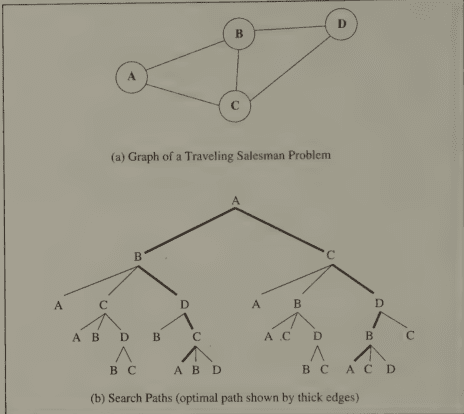 B D
A
C
(a) Graph of a Traveling Salesman Problem
A
B C
A C D A B D
A B D B C A C D B C
B C A B D B C A C D
(b) Search Paths (optimal path shown by thick edges)